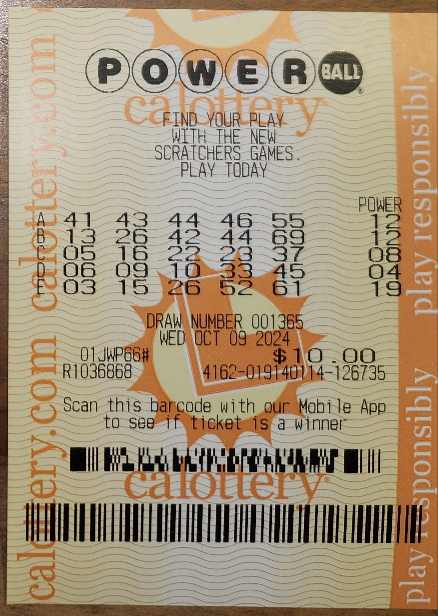 POWER BALL
calottery
FIND YOUR PLAY
WITH THE NEW
SCRATCHERS GAMES.
PLAY TODAY
POWER
A 41 43 44 46 55 12
B 13 26 42 44 69 12
C 05 16 22 23 37 08
D 06 09 10 33 45 04
E 03 15 26 52 61 19
DRAW NUMBER 001365
WED OCT 09 2024
01JWP66# $10.00
R1036868 4162-019140114-126735
Scan this barcode with our Mobile App
to see if ticket is a winner
calottery
calottery.com calottery.com
play responsibly play responsibly